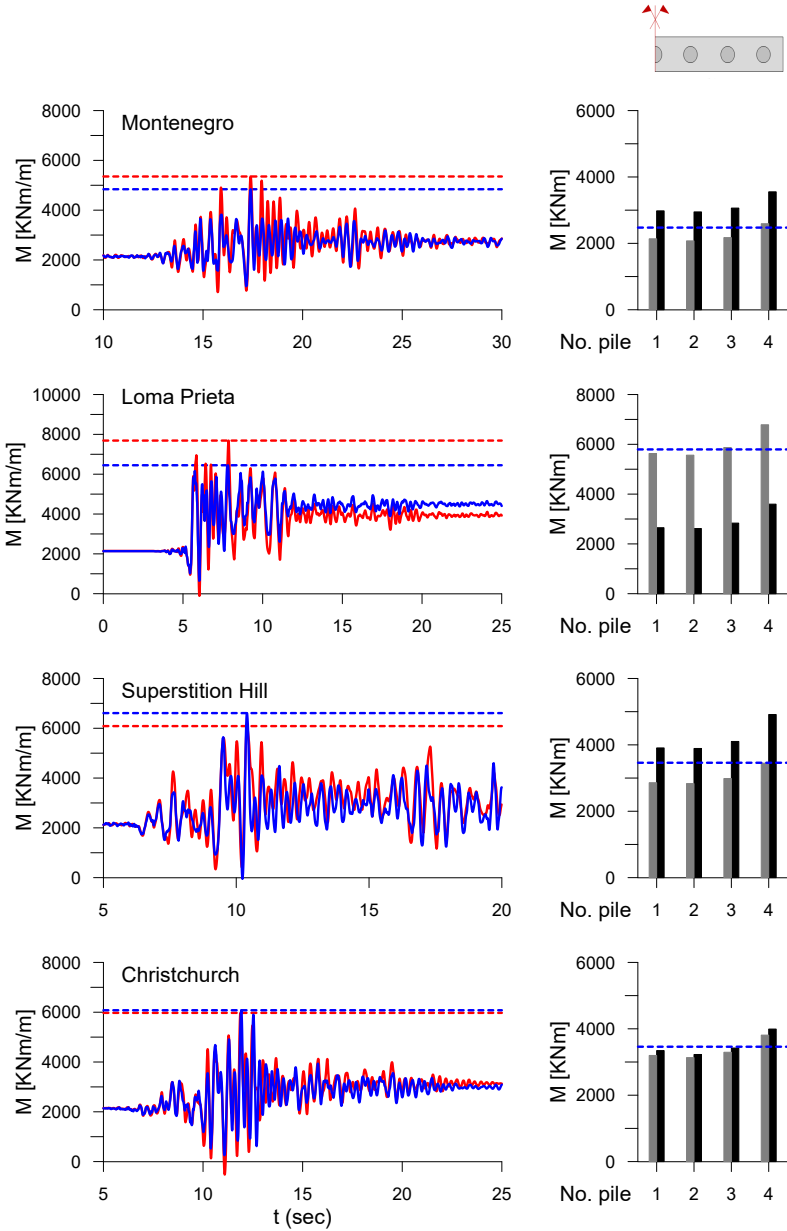 Montenegro
M [KNm/m]
8000
6000
4000
2000
0
10 15 20 25 30
M [KNm]
6000
4000
2000
0
No. pile 1 2 3 4
Loma Prieta
M [KNm/m]
10000
8000
6000
4000
2000
0
0 5 10 15 20 25
M [KNm]
8000
6000
4000
2000
0
No. pile 1 2 3 4
Superstition Hill
M [KNm/m]
8000
6000
4000
2000
0
5 10 15 20
M [KNm]
6000
4000
2000
0
No. pile 1 2 3 4
Christchurch
M [KNm/m]
8000
6000
4000
2000
0
5 10 15 20 25
t (sec)
M [KNm]
6000
4000
2000
0
No. pile 1 2 3 4